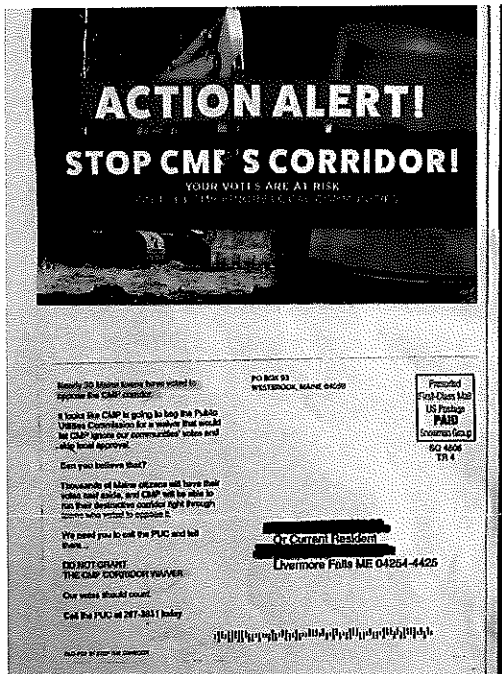 ACTION ALERT!
STOP CMP'S CORRIDOR!
YOUR VOTES ARE AT RISK
Nearly 30 Maine towns have voted to
oppose the CMP corridor.
It looks like CMP is going to beg the Public
Utilities Commission for a waiver that would
let CMP ignore our communities' votes and
skip local approval.
Can you believe that?
Thousands of Maine citizens will have their
votes cast aside, and CMP will be able to
run their destructive corridor right through
towns who voted to oppose it.
We need you to call the PUC and tell
them...
DO NOT GRANT
THE CMP CORRIDOR WAIVER.
Our votes should count.
Call the PUC at 287-3831 today
PO BOX 93
WESTBROOK, MAINE
Presorted
First-Class Mail
US Postage
PAID
Snowman Group
SQ 4806
TR 4
Or Current Resident
Livermore Falls ME 04254-4425